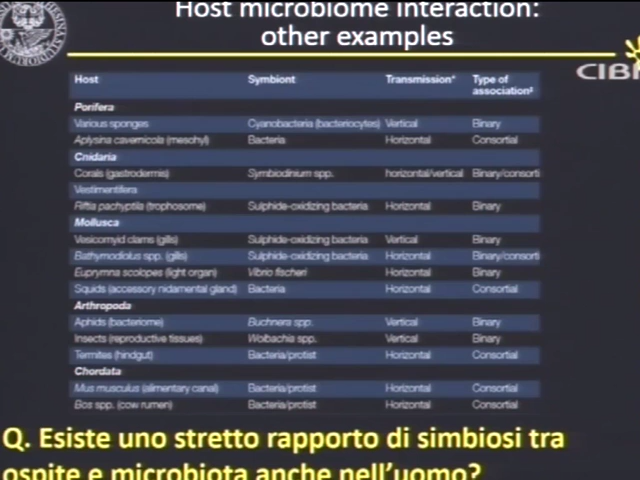 Host microbiome interaction:
other examples
CIB
Host Symbiont Transmission* Type of association²
Porifera
Various sponges Cyanobacteria (bacteriocytes) Vertical Binary
Aplysina cavernicola (mesohyl) Bacteria Horizontal Consortial
Cnidaria
Corals (gastrodermis) Symbiodinium spp. horizontal/vertical Binary/consorti
Vestimentifera
Riftia pachyptila (trophosome) Sulphide-oxidizing bacteria Horizontal Binary
Mollusca
Vesicomyid clams (gills) Sulphide-oxidizing bacteria Vertical Binary
Bathymodiolus spp. (gills) Sulphide-oxidizing bacteria Horizontal Binary/consorti
Euprymna scolopes (light organ) Vibrio fischeri Horizontal Binary
Squids (accessory nidamental gland) Bacteria Horizontal Consortial
Arthropoda
Aphids (bacteriome) Buchnera spp. Vertical Binary
Insects (reproductive tissues) Wolbachia spp. Vertical Binary
Termites (hindgut) Bacteria/protist Horizontal Consortial
Chordata
Mus musculus (alimentary canal) Bacteria/protist Horizontal Consortial
Bos spp. (cow rumen) Bacteria/protist Horizontal Consortial
Q. Esiste uno stretto rapporto di simbiosi tra
ospite e microbiota anche nell'uomo?